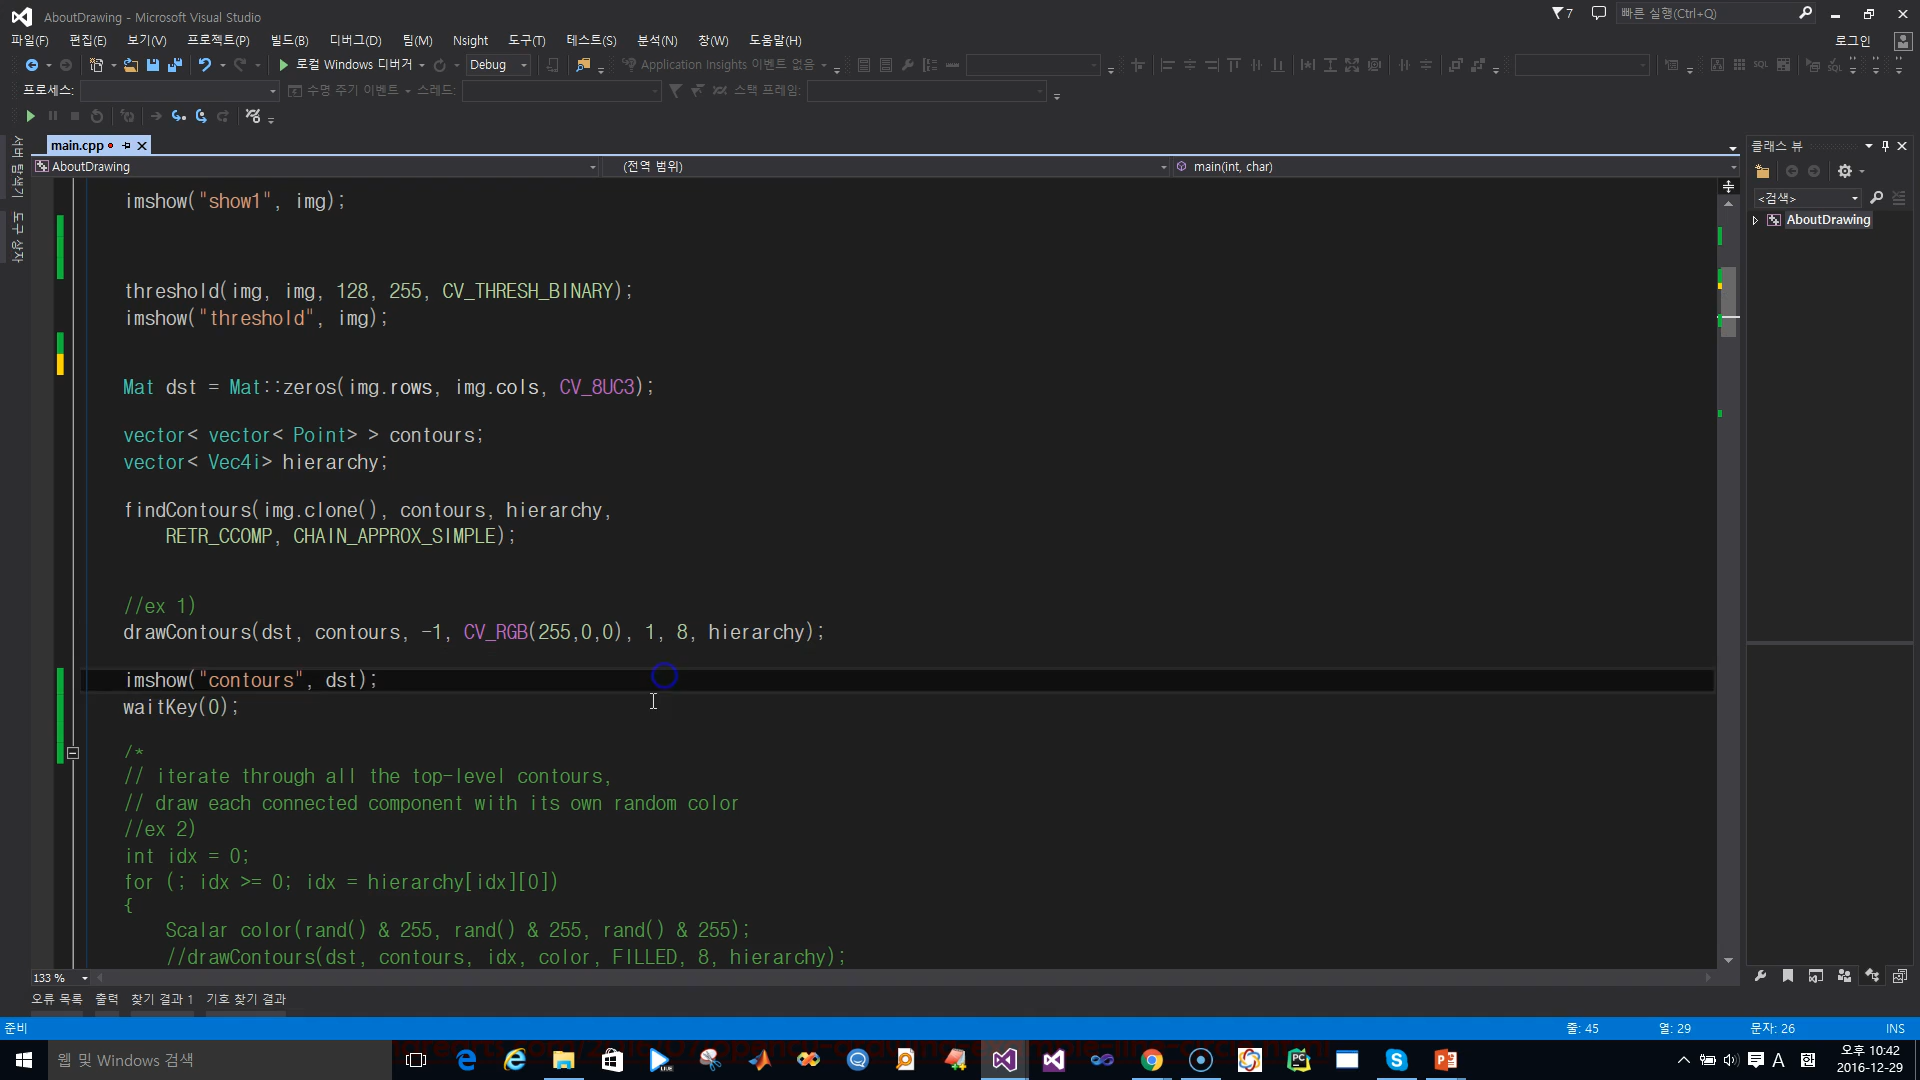 AboutDrawing - Microsoft Visual Studio
7
빠른 실행(Ctrl+Q)
파일(F) 편집(E) 보기(V) 프로젝트(P) 빌드(B) 디버그(D) 팀(M) Nsight 도구(T) 테스트(S) 분석(N) 창(W) 도움말(H)
로그인
로컬 Windows 디버거 Debug Application Insights 이벤트 없음
프로세스: 수명 주기 이벤트 스레드: 스택 프레임:
서버 탐색기
도구 상자
main.cpp
AboutDrawing (전역 범위) main(int, char)
클래스 뷰
<검색>
AboutDrawing
imshow("show1", img);
threshold(img, img, 128, 255, CV_THRESH_BINARY);
imshow("threshold", img);
Mat dst = Mat::zeros(img.rows, img.cols, CV_8UC3);
vector< vector< Point> > contours;
vector< Vec4i> hierarchy;
findContours(img.clone(), contours, hierarchy,
RETR_CCOMP, CHAIN_APPROX_SIMPLE);
//ex 1)
drawContours(dst, contours, -1, CV_RGB(255,0,0), 1, 8, hierarchy);
imshow("contours", dst);
waitKey(0);
/*
// iterate through all the top-level contours,
// draw each connected component with its own random color
//ex 2)
int idx = 0;
for (; idx >= 0; idx = hierarchy[idx][0])
{
Scalar color(rand() & 255, rand() & 255, rand() & 255);
//drawContours(dst, contours, idx, color, FILLED, 8, hierarchy);
133 %
오류 목록 출력 찾기 결과 1 기호 찾기 결과
준비 줄: 45 열: 29 문자: 26 INS
웹 및 Windows 검색
A
오후 10:42
2016-12-29